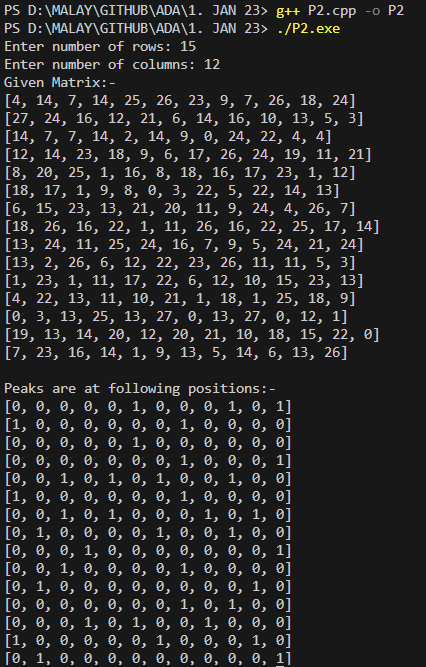 PS D:\MALAY\GITHUB\ADA\1. JAN 23> g++ P2.cpp -o P2
PS D:\MALAY\GITHUB\ADA\1. JAN 23> ./P2.exe
Enter number of rows: 15
Enter number of columns: 12
Given Matrix:-
[4, 14, 7, 14, 25, 26, 23, 9, 7, 26, 18, 24]
[27, 24, 16, 12, 21, 6, 14, 16, 10, 13, 5, 3]
[14, 7, 7, 14, 2, 14, 9, 0, 24, 22, 4, 4]
[12, 14, 23, 18, 9, 6, 17, 26, 24, 19, 11, 21]
[8, 20, 25, 1, 16, 8, 18, 16, 17, 23, 1, 12]
[18, 17, 1, 9, 8, 0, 3, 22, 5, 22, 14, 13]
[6, 15, 23, 13, 21, 20, 11, 9, 24, 4, 26, 7]
[18, 26, 16, 22, 1, 11, 26, 16, 22, 25, 17, 14]
[13, 24, 11, 25, 24, 16, 7, 9, 5, 24, 21, 24]
[13, 2, 26, 6, 12, 22, 23, 26, 11, 11, 5, 3]
[1, 23, 1, 11, 17, 22, 6, 12, 10, 15, 23, 13]
[4, 22, 13, 11, 10, 21, 1, 18, 1, 25, 18, 9]
[0, 3, 13, 25, 13, 27, 0, 13, 27, 0, 12, 1]
[19, 13, 14, 20, 12, 20, 21, 10, 18, 15, 22, 0]
[7, 23, 16, 14, 1, 9, 13, 5, 14, 6, 13, 26]
Peaks are at following positions:-
[0, 0, 0, 0, 0, 1, 0, 0, 0, 1, 0, 1]
[1, 0, 0, 0, 0, 0, 0, 1, 0, 0, 0, 0]
[0, 0, 0, 0, 0, 1, 0, 0, 0, 0, 0, 0]
[0, 0, 0, 0, 0, 0, 0, 1, 0, 0, 0, 1]
[0, 0, 1, 0, 1, 0, 1, 0, 0, 1, 0, 0]
[1, 0, 0, 0, 0, 0, 0, 1, 0, 0, 0, 0]
[0, 0, 1, 0, 1, 0, 0, 0, 1, 0, 1, 0]
[0, 1, 0, 0, 0, 0, 1, 0, 0, 1, 0, 0]
[0, 0, 0, 1, 0, 0, 0, 0, 0, 0, 0, 1]
[0, 0, 1, 0, 0, 0, 0, 1, 0, 0, 0, 0]
[0, 1, 0, 0, 0, 0, 0, 0, 0, 0, 1, 0]
[0, 0, 0, 0, 0, 0, 0, 1, 0, 1, 0, 0]
[0, 0, 0, 1, 0, 1, 0, 0, 1, 0, 0, 0]
[1, 0, 0, 0, 0, 0, 1, 0, 0, 0, 1, 0]
[0, 1, 0, 0, 0, 0, 0, 0, 0, 0, 0, 1]